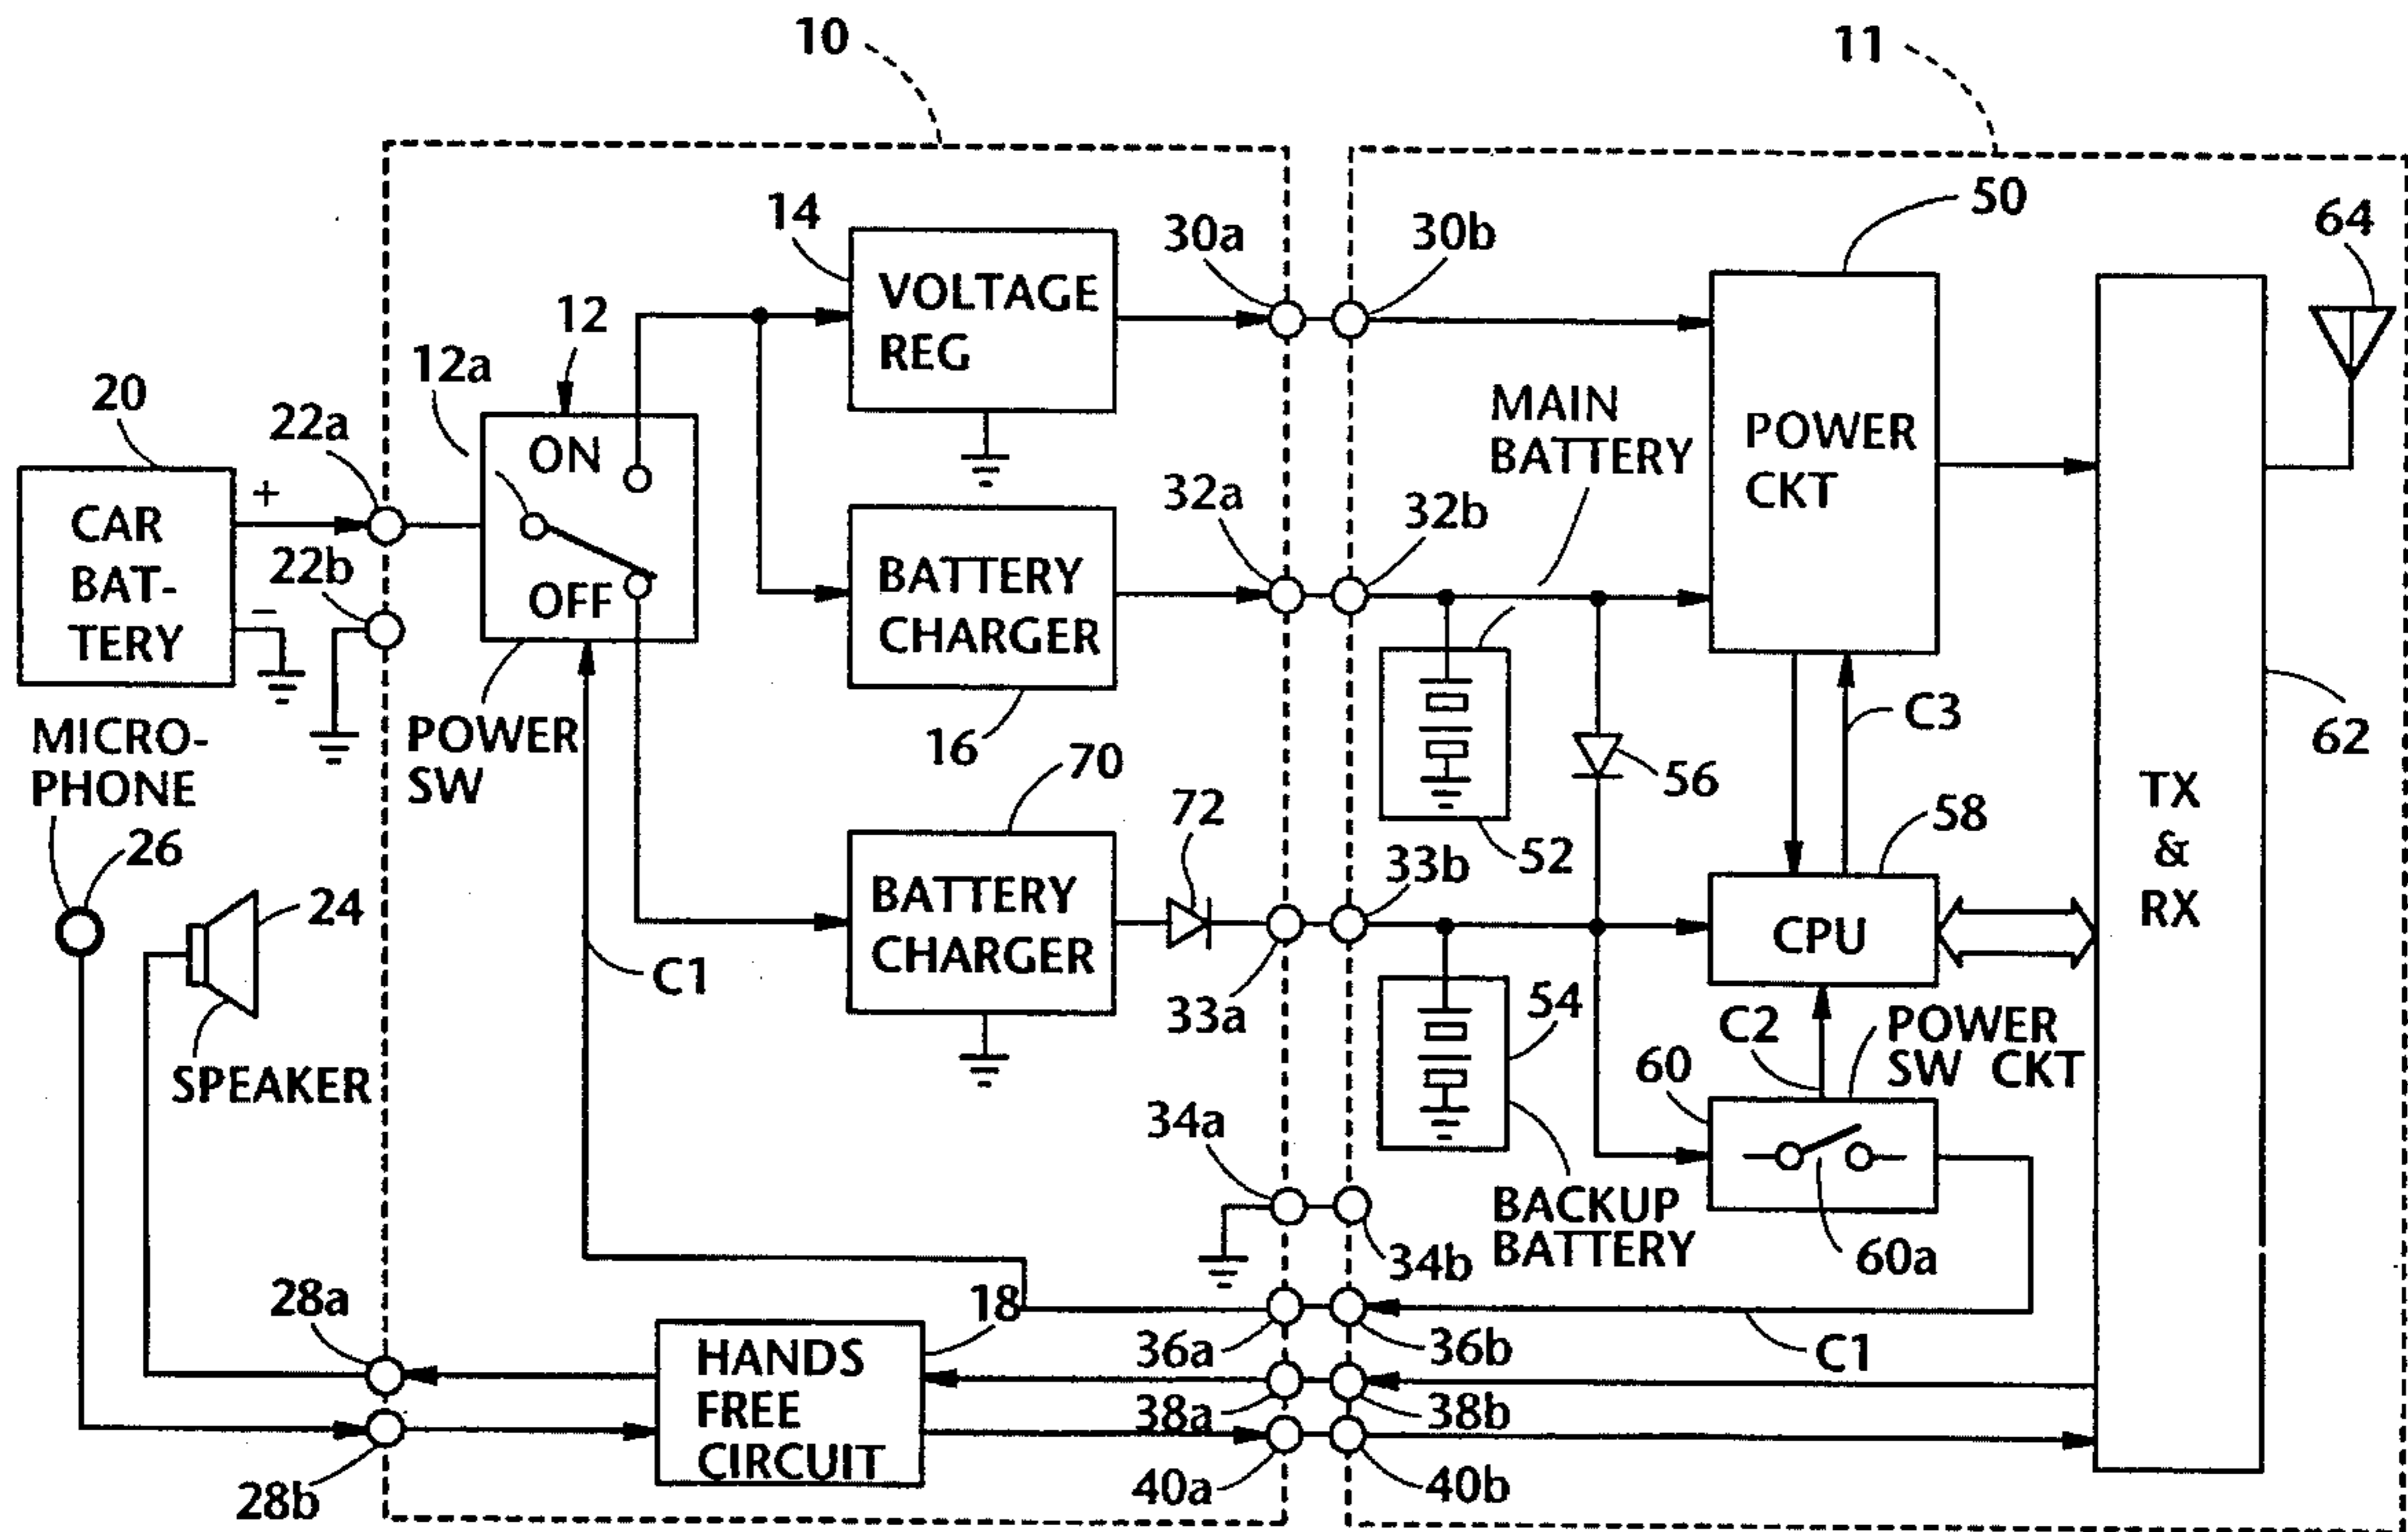 10
11
14
VOLTAGE
REG
30a
30b
50
64
12
12a
20
22a
+
CAR
BAT-
TERY
−
22b
ON
OFF
POWER
SW
32a
32b
MAIN
BATTERY
POWER
CKT
BATTERY
CHARGER
16
70
72
52
56
C3
58
62
MICRO-
PHONE
26
24
SPEAKER
C1
BATTERY
CHARGER
33a
33b
CPU
TX
&
RX
54
C2
POWER
SW CKT
60
60a
34a
34b
BACKUP
BATTERY
28a
28b
18
HANDS
FREE
CIRCUIT
36a
36b
C1
38a
38b
40a
40b